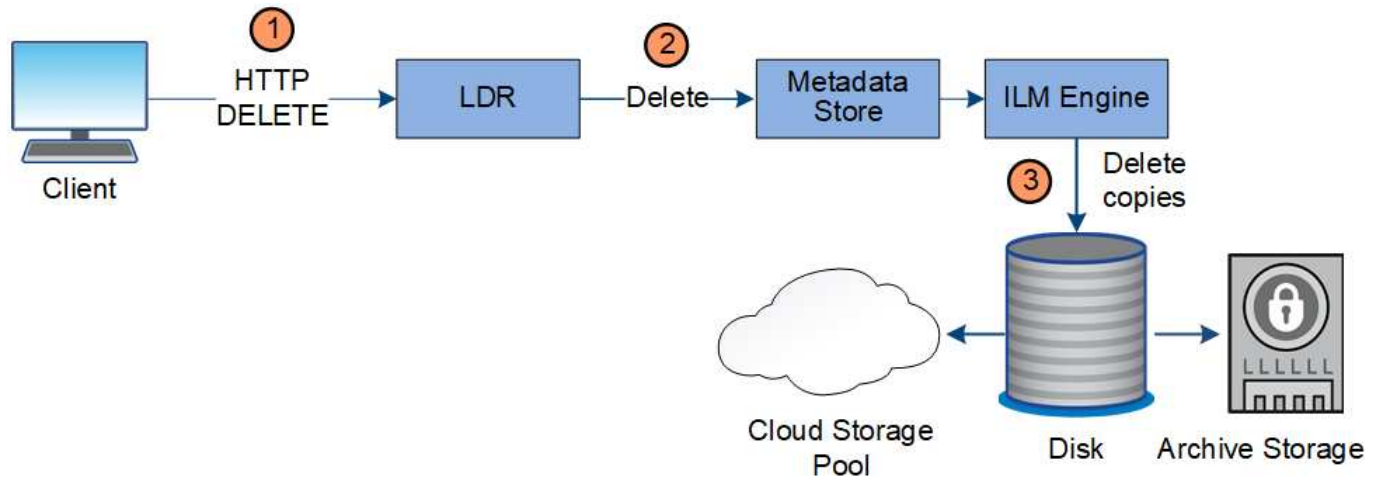 1
HTTP
DELETE
Client
LDR
2
Delete
Metadata
Store
ILM Engine
3
Delete
copies
Cloud Storage
Pool
Disk
LLLLLL
Archive Storage